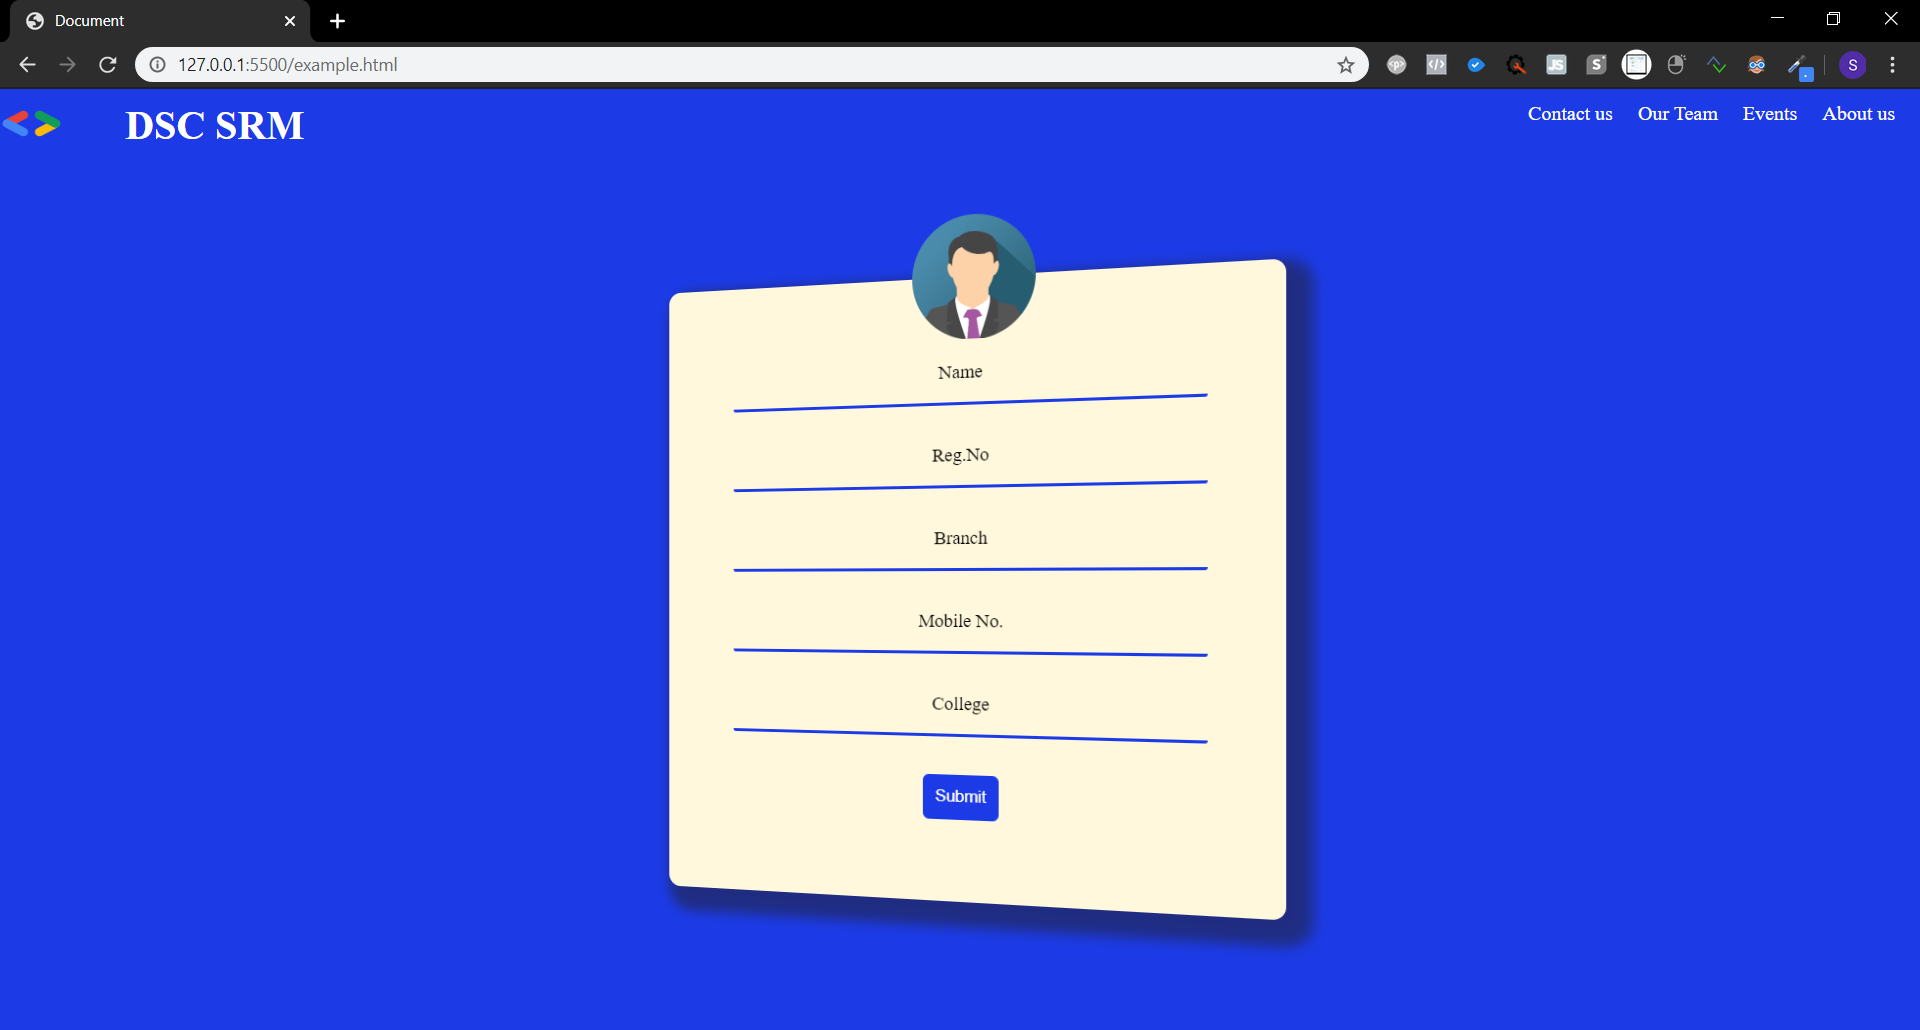 Document
127.0.0.1:5500/example.html
<p>
</>
JS
S
S
DSC SRM
Contact us
Our Team
Events
About us
Name
Reg.No
Branch
Mobile No.
College
Submit